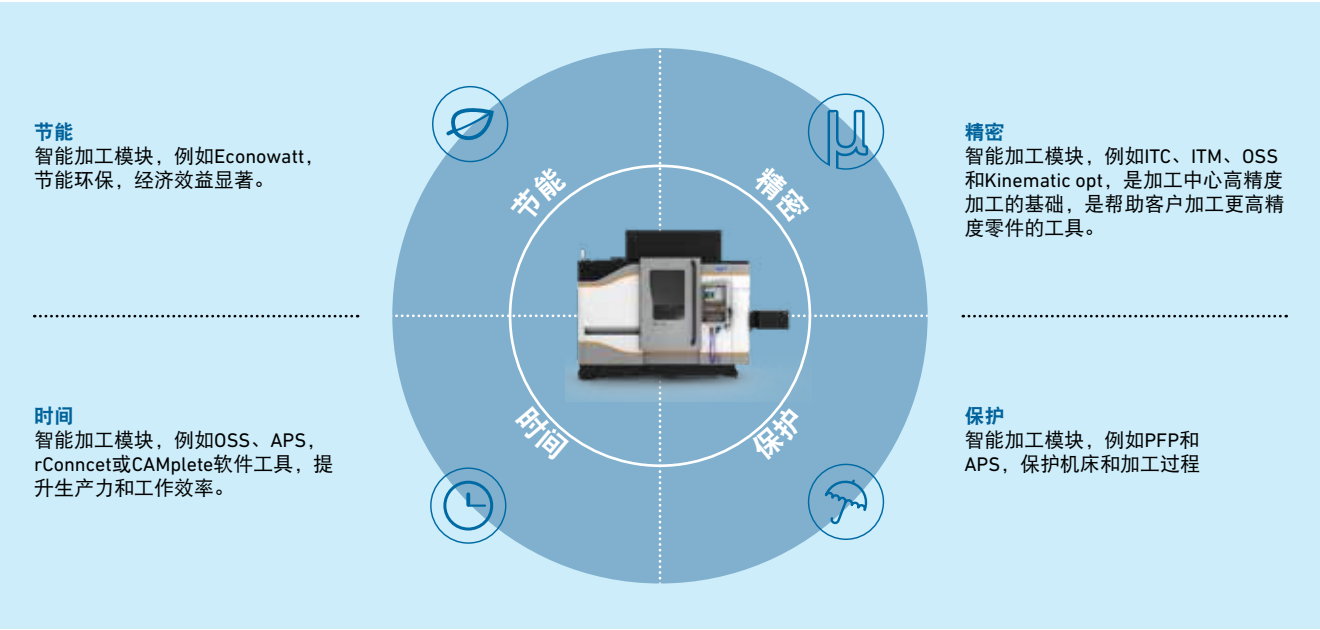 节能
智能加工模块，例如Econowatt，
节能环保，经济效益显著。
精密
智能加工模块，例如ITC、ITM、OSS
和Kinematic opt，是加工中心高精度
加工的基础，是帮助客户加工更高精
度零件的工具。
节能
精密
μ
时间
保护
时间
智能加工模块，例如OSS、APS，
rConncet或CAMplete软件工具，提
升生产力和工作效率。
保护
智能加工模块，例如PFP和
APS，保护机床和加工过程